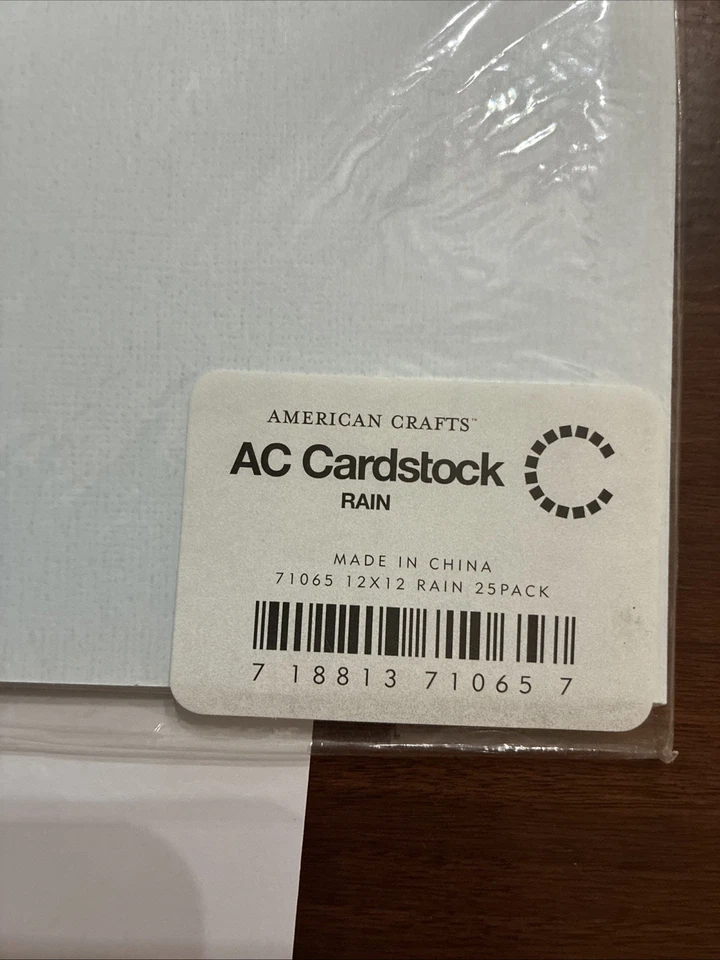 AMERICAN CRAFTS™
AC Cardstock
RAIN
MADE IN CHINA
71065 12X12 RAIN 25PACK
7 18813 71065 7